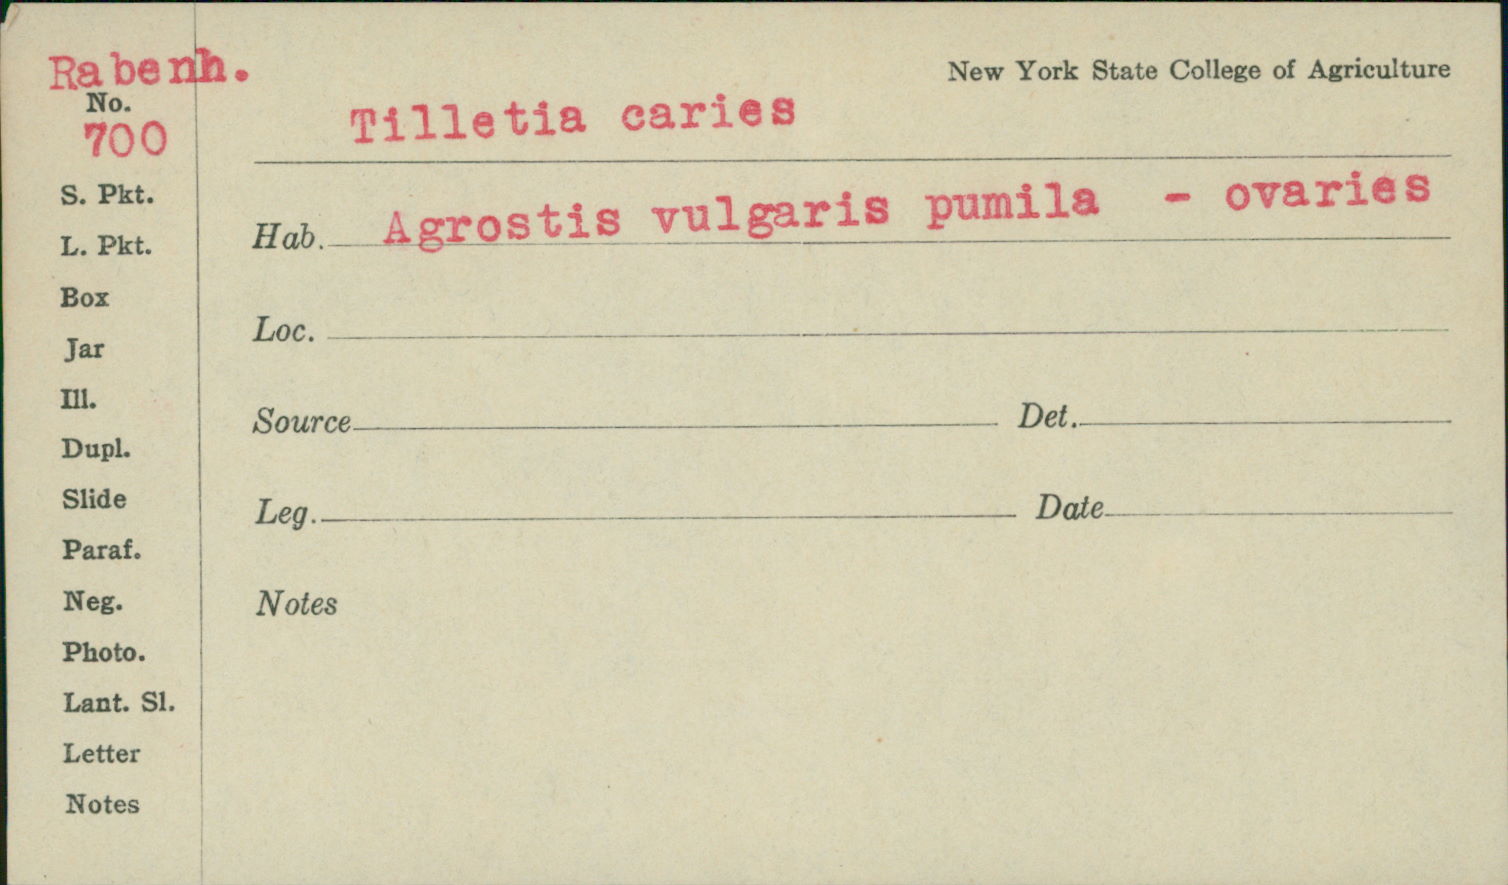 Rabenh.
New York State College of Agriculture
No.
700
Tilletia caries
S. Pkt.
Hab. Agrostis vulgaris pumila - ovaries
L. Pkt.
Box
Loc.
Jar
Ill.
Source Det.
Dupl.
Slide
Leg. Date
Paraf.
Neg.
Notes
Photo.
Lant. Sl.
Letter
Notes